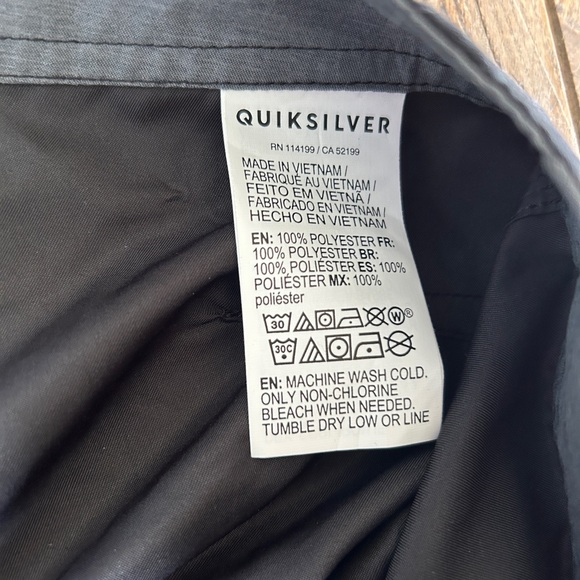 QUIKSILVER
RN 114199 / CA 52199
MADE IN VIETNAM /
FABRIQUÉ AU VIETNAM /
FEITO EM VIETNÃ /
FABRICADO EN VIETNAM /
HECHO EN VIETNAM
EN: 100% POLYESTER FR:
100% POLYESTER BR:
100% POLIÉSTER ES: 100%
POLIÉSTER MX: 100%
poliéster
30 W®
30C
EN: MACHINE WASH COLD.
ONLY NON-CHLORINE
BLEACH WHEN NEEDED.
TUMBLE DRY LOW OR LINE